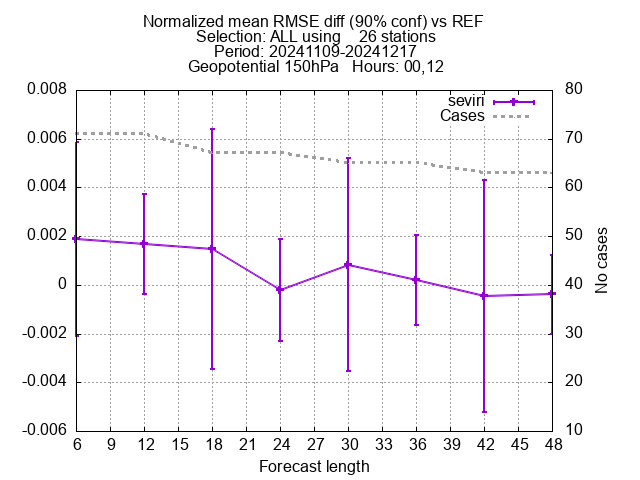 Normalized mean RMSE diff (90% conf) vs REF
Selection: ALL using    26 stations
Period: 20241109-20241217
Geopotential 150hPa   Hours: 00,12
seviri
Cases
0.008
0.006
0.004
0.002
0
-0.002
-0.004
-0.006
80
70
60
50
40
30
20
10
No cases
6 9 12 15 18 21 24 27 30 33 36 39 42 45 48
Forecast length